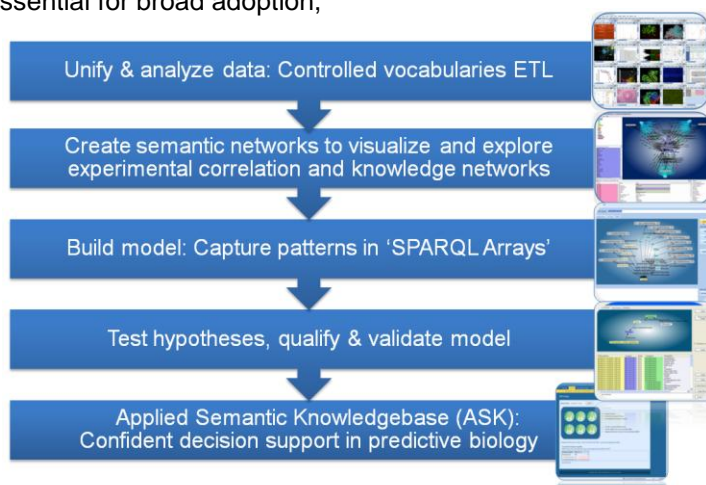 ssential for broad adoption,
Unify & analyze data: Controlled vocabularies ETL
Create semantic networks to visualize and explore
experimental correlation and knowledge networks
Build model: Capture patterns in ‘SPARQL Arrays’
Test hypotheses, qualify & validate model
Applied Semantic Knowledgebase (ASK):
Confident decision support in predictive biology